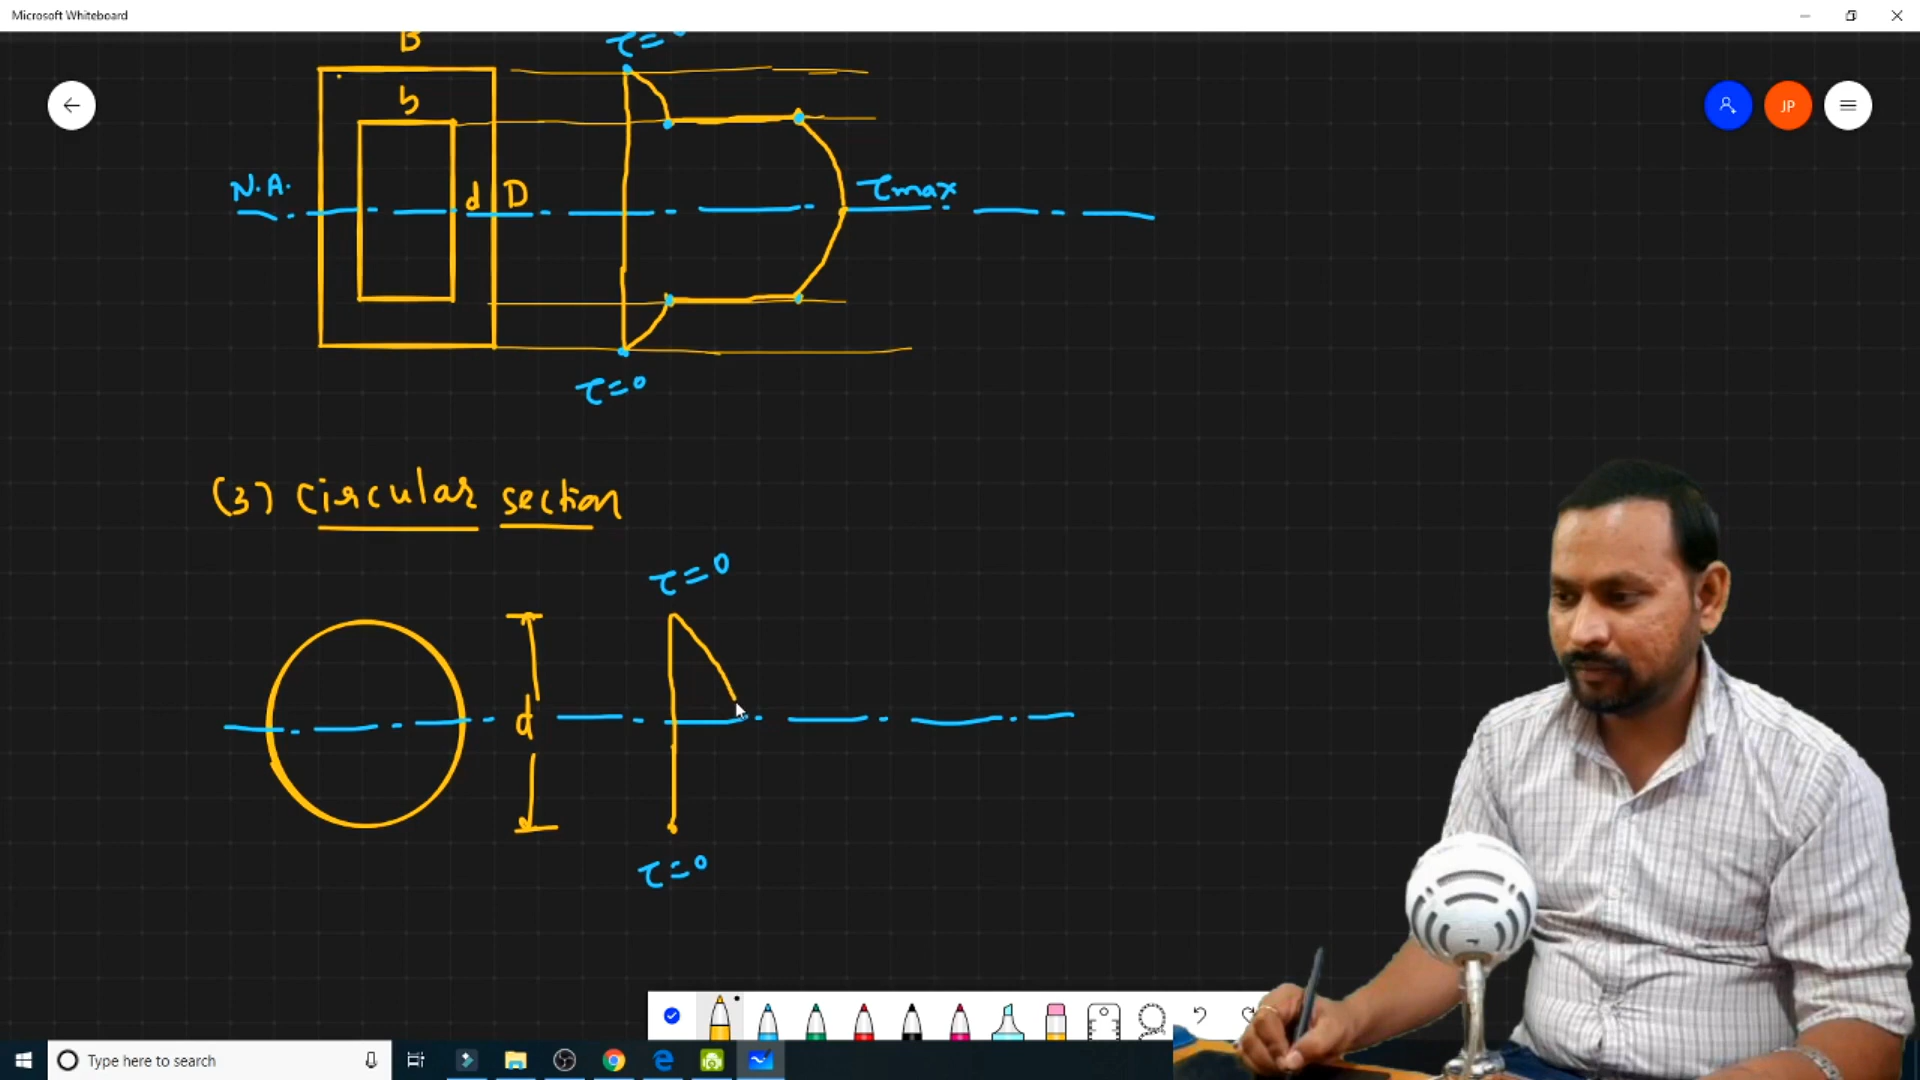 Microsoft Whiteboard
B
τ=0
b
JP
N.A.
d
D
τmax
τ=0
(3) Circular section
τ=0
d
τ=0
Type here to search